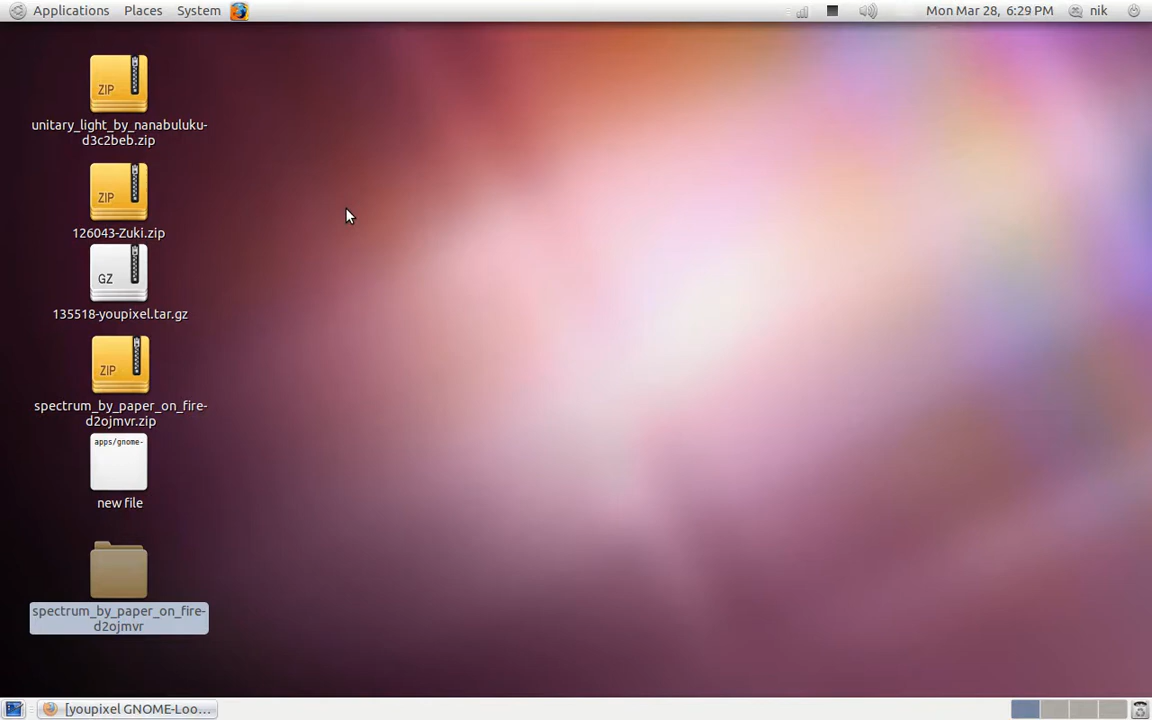 Applications Places System Mon Mar 28, 6:29 PM nik
ZIP
unitary_light_by_nanabuluku-
d3c2beb.zip
ZIP
126043-Zuki.zip
GZ
135518-youpixel.tar.gz
ZIP
spectrum_by_paper_on_fire-
d2ojmvr.zip
apps/gnome-
new file
spectrum_by_paper_on_fire-
d2ojmvr
[youpixel GNOME-Loo...